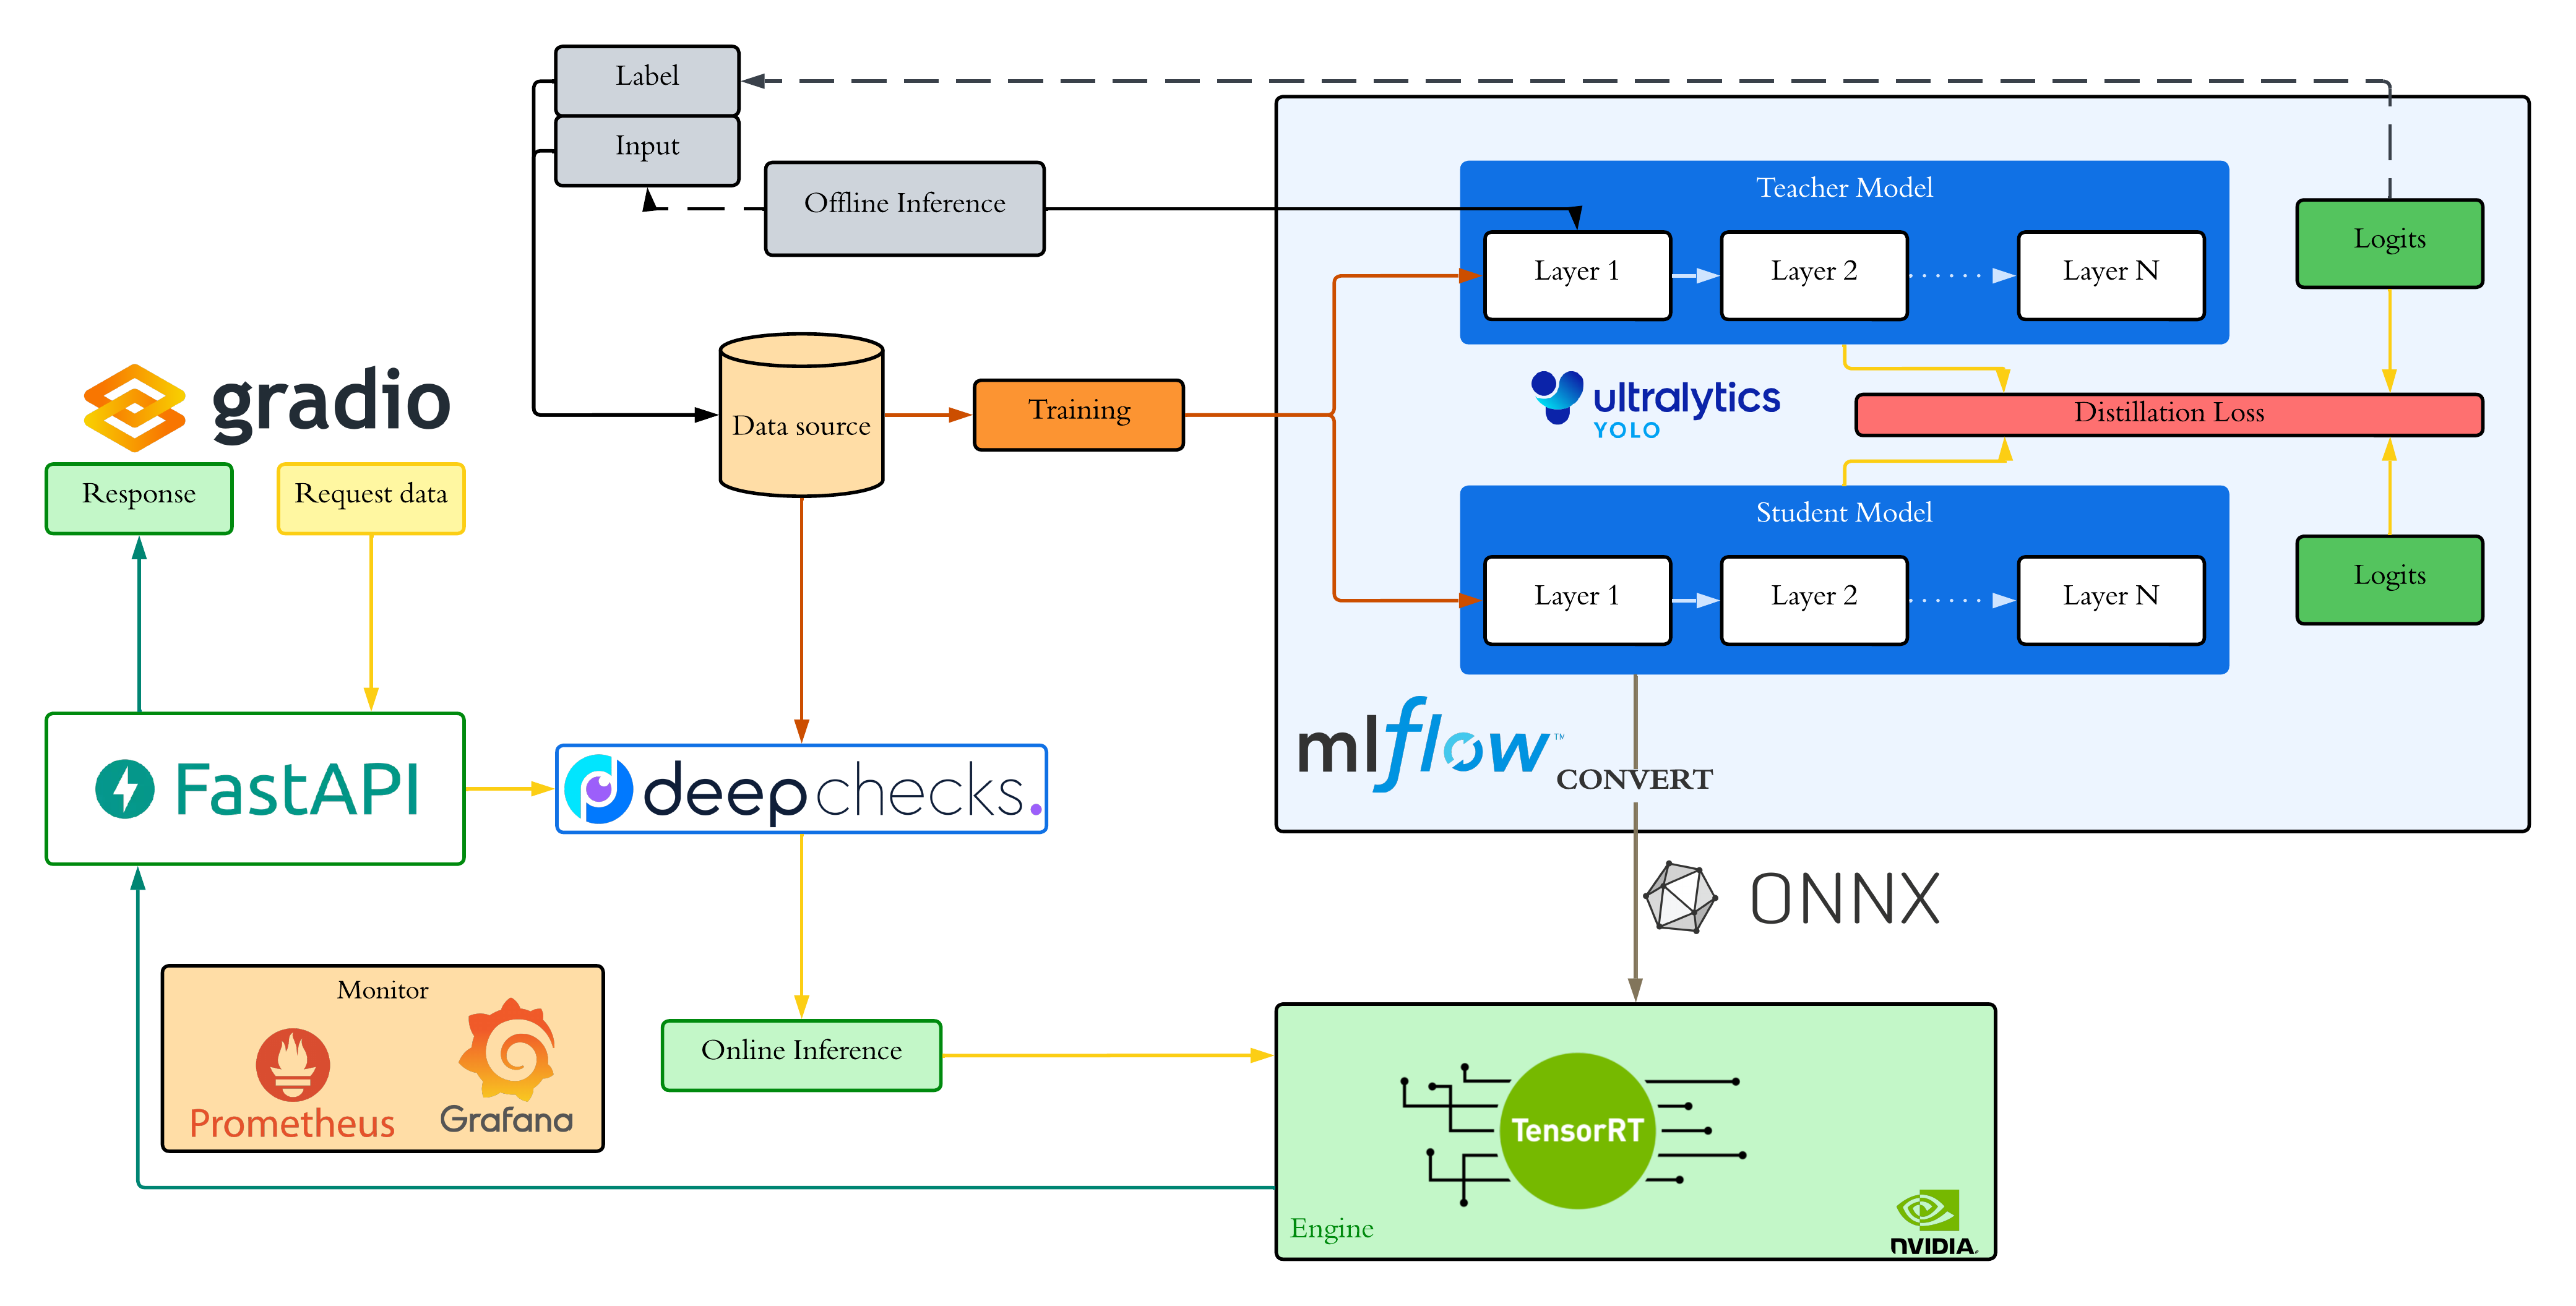 Label
Input
Offline Inference
Teacher Model
Layer 1
Layer 2
Layer N
Logits
gradio
Response
Request data
Data source
Training
ultralytics
YOLO
Distillation Loss
Student Model
Layer 1
Layer 2
Layer N
Logits
FastAPI
deepchecks.
mlflow™
CONVERT
ONNX
Monitor
Prometheus
Grafana
Online Inference
TensorRT
Engine
NVIDIA.